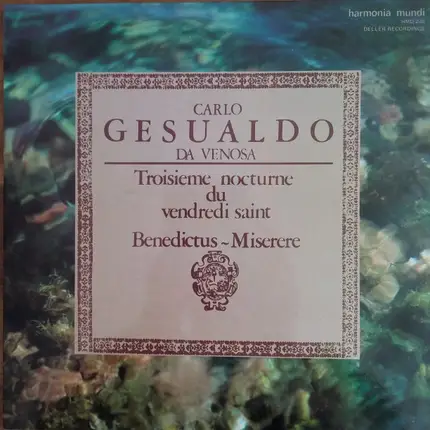 harmonia mundi
DELLER RECORDINGS
CARLO
GESUALDO
DA VENOSA
Troisieme nocturne
du
vendredi saint
Benedictus ~ Miserere